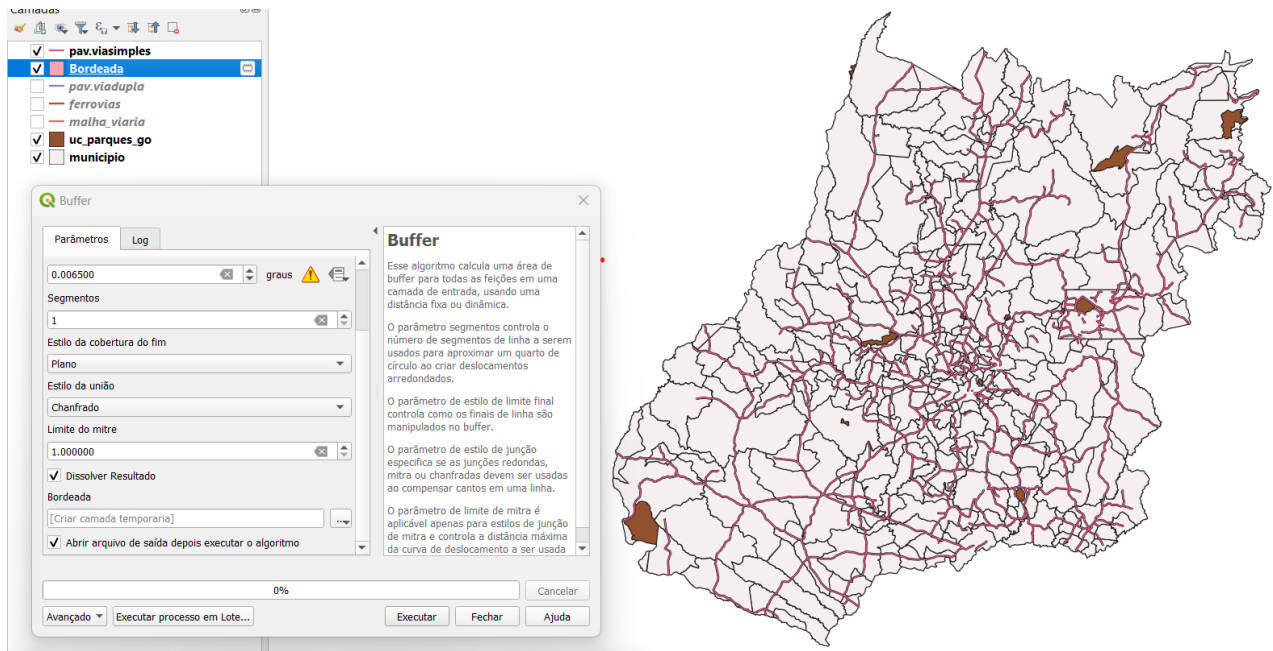 Camadas
pav.viasimples
Bordeada
pav.viadupla
ferrovias
malha_viaria
uc_parques_go
municipio
Buffer
Parâmetros
Log
0.006500
graus
Segmentos
1
Estilo da cobertura do fim
Plano
Estilo da união
Chanfrado
Limite do mitre
1.000000
Dissolver Resultado
Bordeada
[Criar camada temporaria]
...
Abrir arquivo de saída depois executar o algoritmo
Buffer
Esse algoritmo calcula uma área de
buffer para todas as feições em uma
camada de entrada, usando uma
distância fixa ou dinâmica.
O parâmetro segmentos controla o
número de segmentos de linha a serem
usados para aproximar um quarto de
círculo ao criar deslocamentos
arredondados.
O parâmetro de estilo de limite final
controla como os finais de linha são
manipulados no buffer.
O parâmetro de estilo de junção
especifica se as junções redondas,
mitra ou chanfradas devem ser usadas
ao compensar cantos em uma linha.
O parâmetro de limite de mitra é
aplicável apenas para estilos de junção
de mitra e controla a distância máxima
da curva de deslocamento a ser usada
0%
Cancelar
Avançado
Executar processo em Lote...
Executar
Fechar
Ajuda